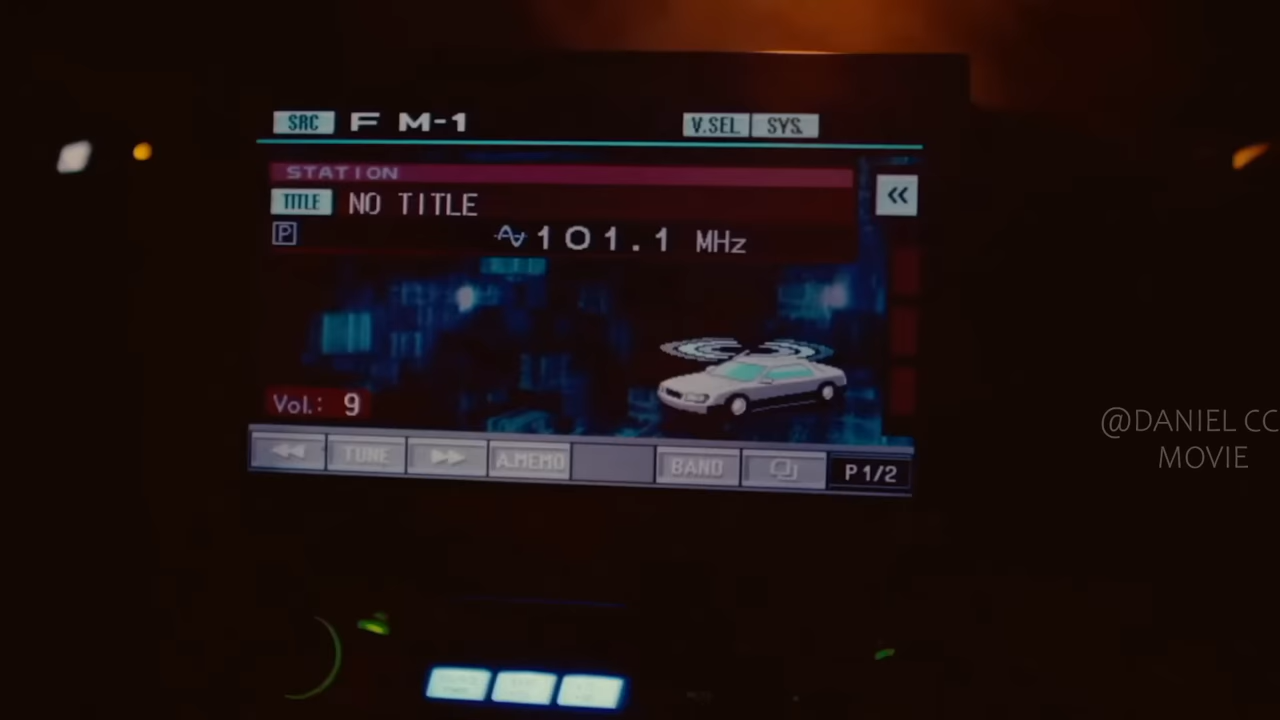 SRC FM-1 V.SEL SYS.
STATION
TITLE NO TITLE
P 101.1 MHz
Vol.: 9
TUNE A.MEMO BAND P1/2
@DANIEL CC
MOVIE